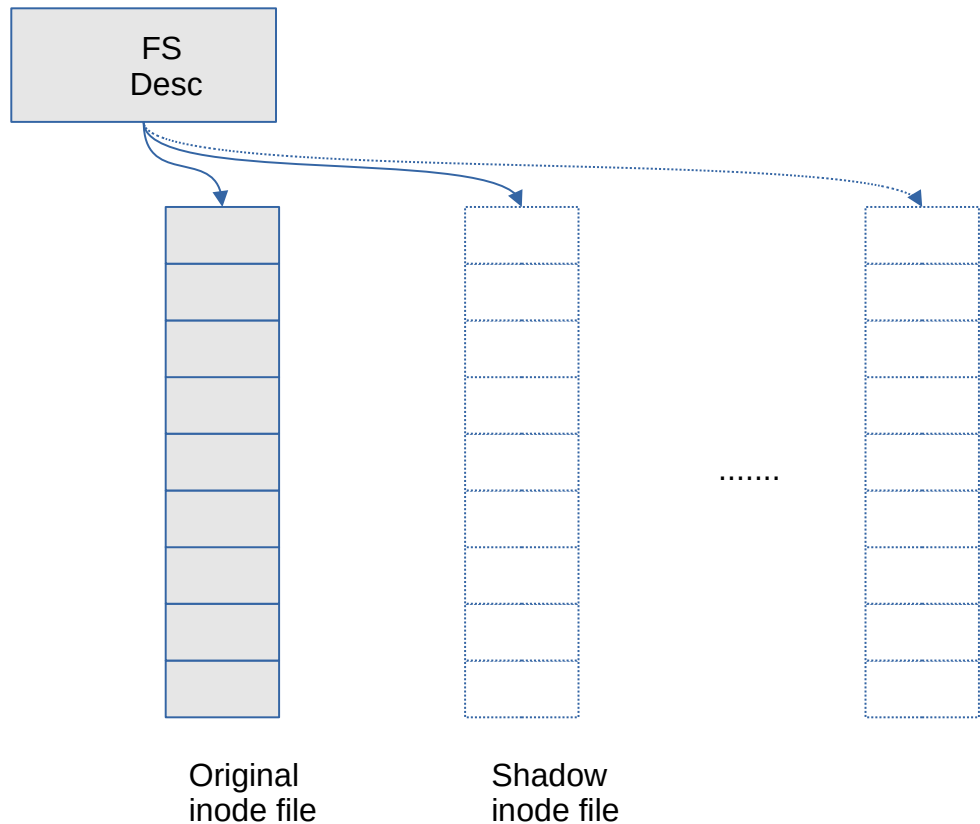 FS
Desc
.......
Original
inode file
Shadow
inode file